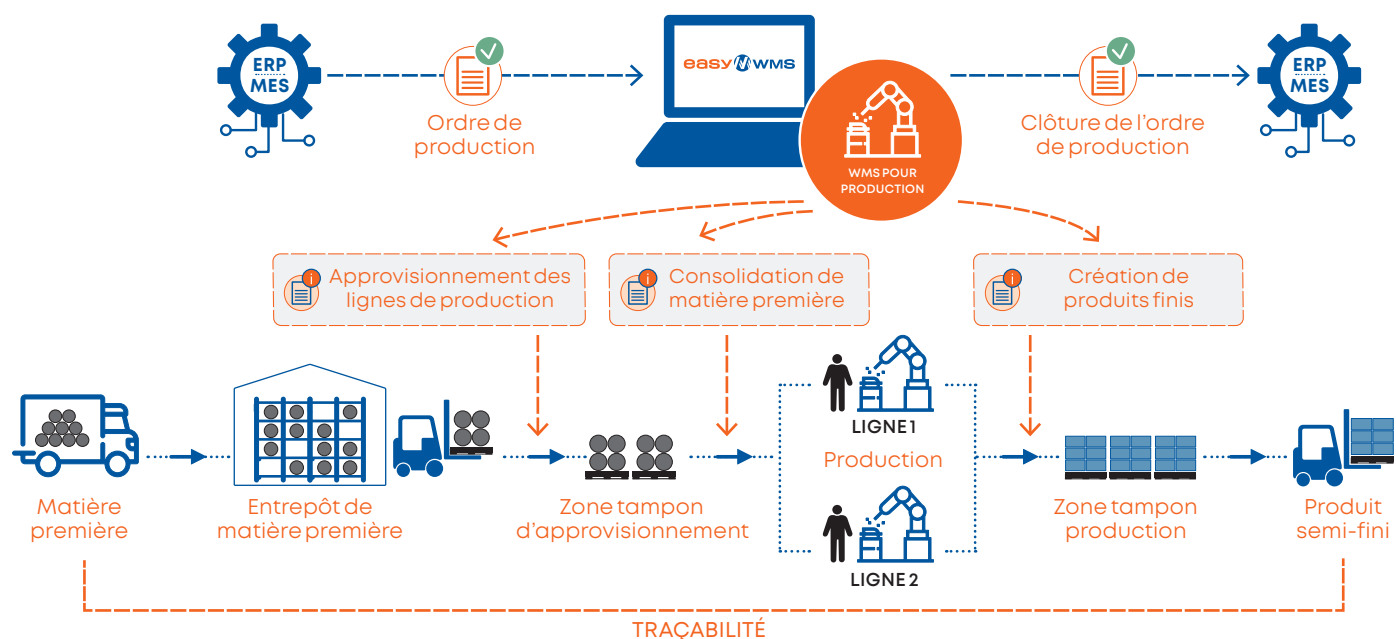 ERP
MES
Ordre de
production
easy WMS
WMS POUR
PRODUCTION
Clôture de l'ordre
de production
ERP
MES
i
Approvisionnement des
lignes de production
i
Consolidation de
matière première
i
Création de
produits finis
Matière
première
Entrepôt de
matière première
Zone tampon
d'approvisionnement
LIGNE 1
Production
LIGNE 2
Zone tampon
production
Produit
semi-fini
TRAÇABILITÉ